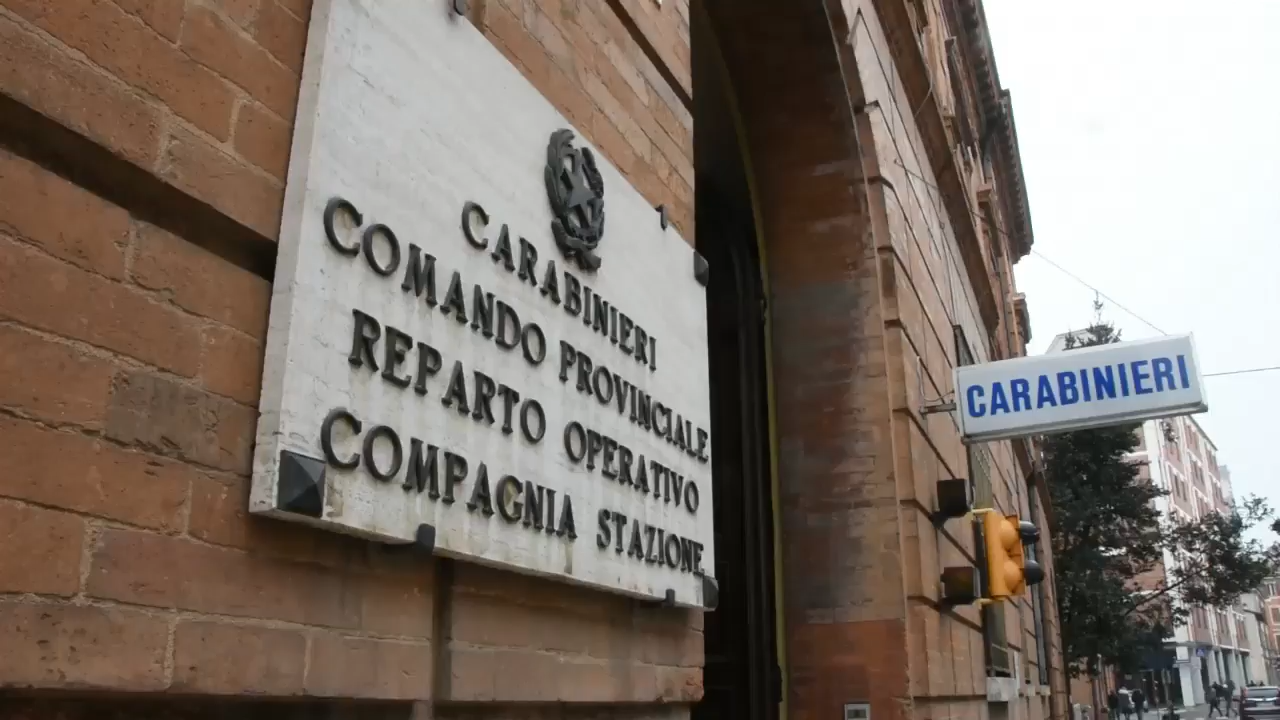 CARABINIERI
COMANDO PROVINCIALE
REPARTO OPERATIVO
COMPAGNIA STAZIONE
CARABINIERI